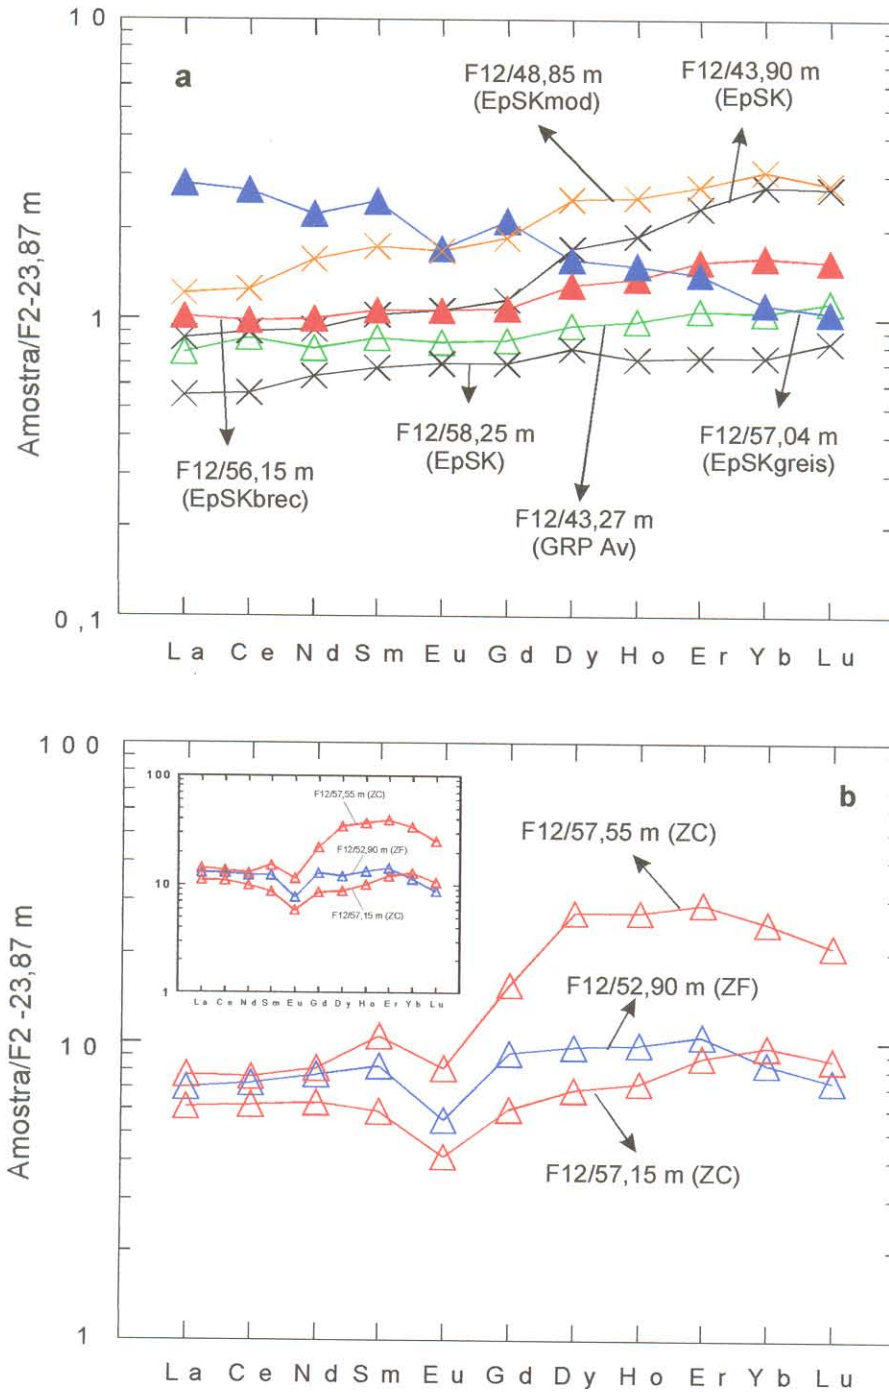 10
a
F12/48,85 m
(EpSKmod)
F12/43,90 m
(EpSK)
1
Amostra/F2-23,87 m
F12/56,15 m
(EpSKbrec)
F12/58,25 m
(EpSK)
F12/57,04 m
(EpSKgreis)
F12/43,27 m
(GRP Av)
0,1
La Ce Nd Sm Eu Gd Dy Ho Er Yb Lu
100
b
100
F12/57,55 m (ZC)
F12/52,90 m (ZF)
10
F12/57,15 m (ZC)
1
La Ce Nd Sm Eu Gd Dy Ho Er Yb Lu
F12/57,55 m (ZC)
F12/52,90 m (ZF)
10
Amostra/F2 -23,87 m
F12/57,15 m (ZC)
1
La Ce Nd Sm Eu Gd Dy Ho Er Yb Lu